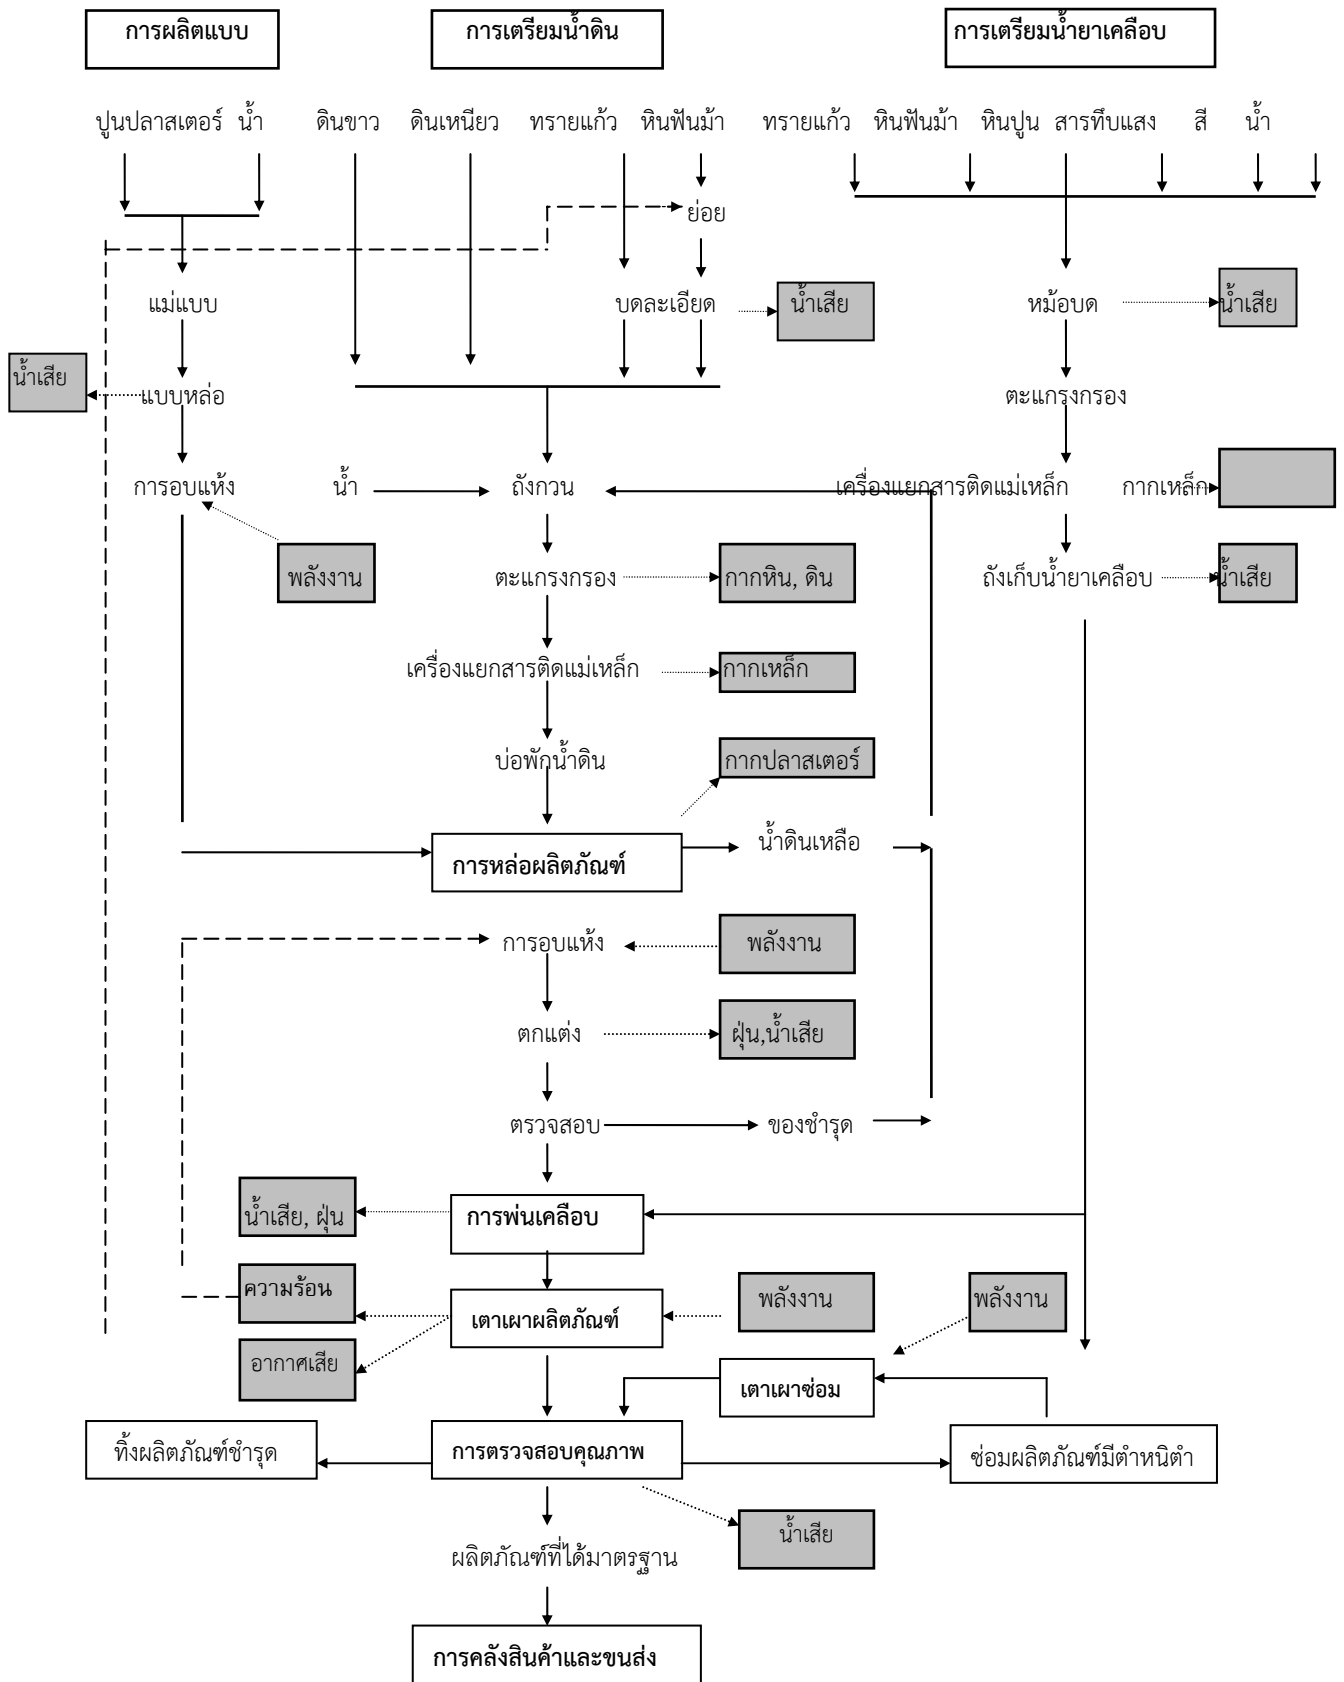 การผลิตแบบ
การเตรียมน้ำดิน
การเตรียมน้ำยาเคลือบ
ปูนปลาสเตอร์ น้ำ ดินขาว ดินเหนียว ทรายแก้ว หินฟันม้า ทรายแก้ว หินฟันม้า หินปูน สารทึบแสง สี น้ำ
ย่อย
แม่แบบ
บดละเอียด
น้ำเสีย
หม้อบด
น้ำเสีย
น้ำเสีย
แบบหล่อ
ตะแกรงกรอง
การอบแห้ง
น้ำ
ถังกวน
เครื่องแยกสารติดแม่เหล็ก
กากเหล็ก
พลังงาน
ตะแกรงกรอง
กากหิน, ดิน
ถังเก็บน้ำยาเคลือบ
น้ำเสีย
เครื่องแยกสารติดแม่เหล็ก
กากเหล็ก
บ่อพักน้ำดิน
กากปลาสเตอร์
การหล่อผลิตภัณฑ์
น้ำดินเหลือ
การอบแห้ง
พลังงาน
ตกแต่ง
ฝุ่น,น้ำเสีย
ตรวจสอบ
ของชำรุด
น้ำเสีย, ฝุ่น
การพ่นเคลือบ
ความร้อน
เตาเผาผลิตภัณฑ์
พลังงาน
พลังงาน
อากาศเสีย
เตาเผาซ่อม
ทิ้งผลิตภัณฑ์ชำรุด
การตรวจสอบคุณภาพ
ซ่อมผลิตภัณฑ์มีตำหนิตำ
น้ำเสีย
ผลิตภัณฑ์ที่ได้มาตรฐาน
การคลังสินค้าและขนส่ง